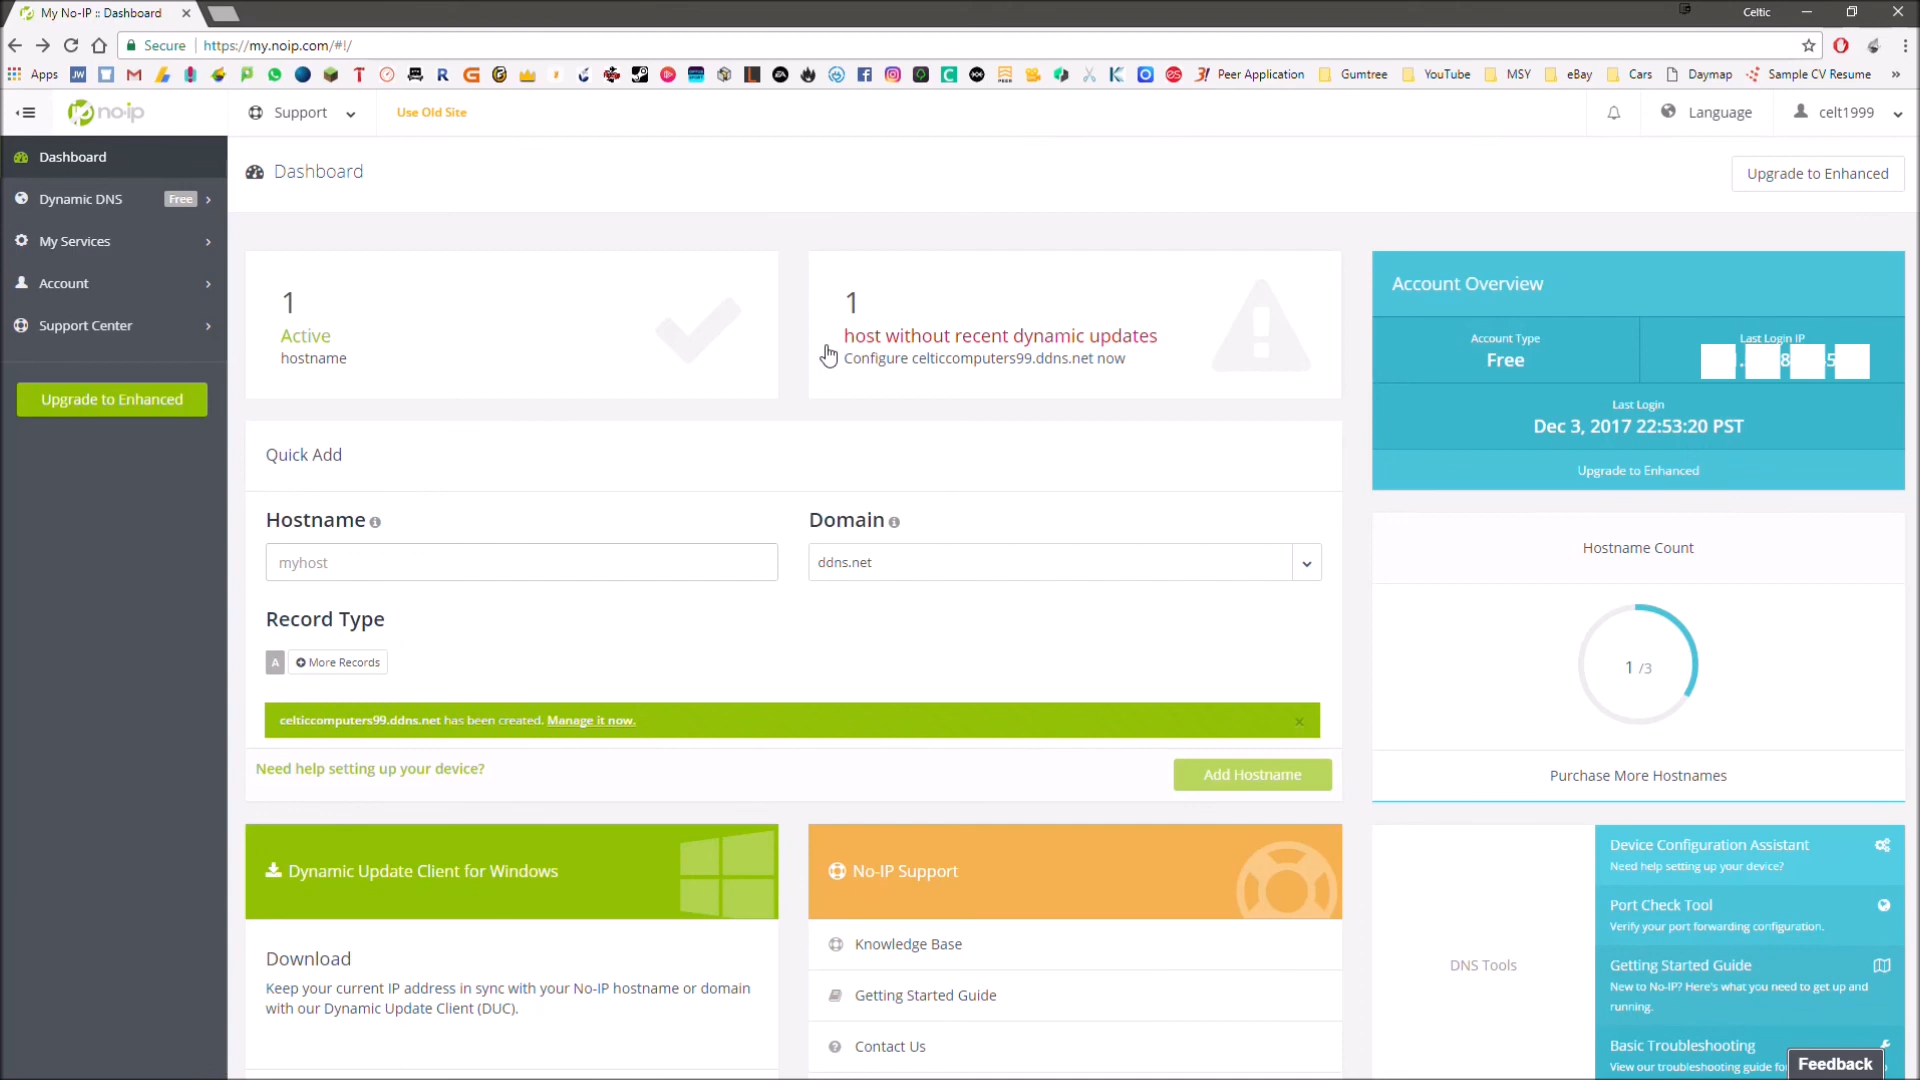 My No-IP :: Dashboard
Celtic
Secure
https://my.noip.com/#!/
Apps
Peer Application
Gumtree
YouTube
MSY
eBay
Cars
Daymap
Sample CV Resume
no-ip
Support
Use Old Site
Language
celt1999
Dashboard
Dynamic DNS
Free
My Services
Account
Support Center
Upgrade to Enhanced
Dashboard
Upgrade to Enhanced
1
Active
hostname
1
host without recent dynamic updates
Configure celticcomputers99.ddns.net now
Account Overview
Account Type
Free
Last Login IP
Last Login
Dec 3, 2017 22:53:20 PST
Upgrade to Enhanced
Quick Add
Hostname
myhost
Domain
ddns.net
Record Type
A
More Records
celticcomputers99.ddns.net has been created. Manage it now.
×
Need help setting up your device?
Add Hostname
Hostname Count
1 /3
Purchase More Hostnames
Dynamic Update Client for Windows
Download
Keep your current IP address in sync with your No-IP hostname or domain
with our Dynamic Update Client (DUC).
No-IP Support
Knowledge Base
Getting Started Guide
Contact Us
DNS Tools
Device Configuration Assistant
Need help setting up your device?
Port Check Tool
Verify your port forwarding configuration.
Getting Started Guide
New to No-IP? Here's what you need to get up and
running.
Basic Troubleshooting
View our troubleshooting guide
Feedback